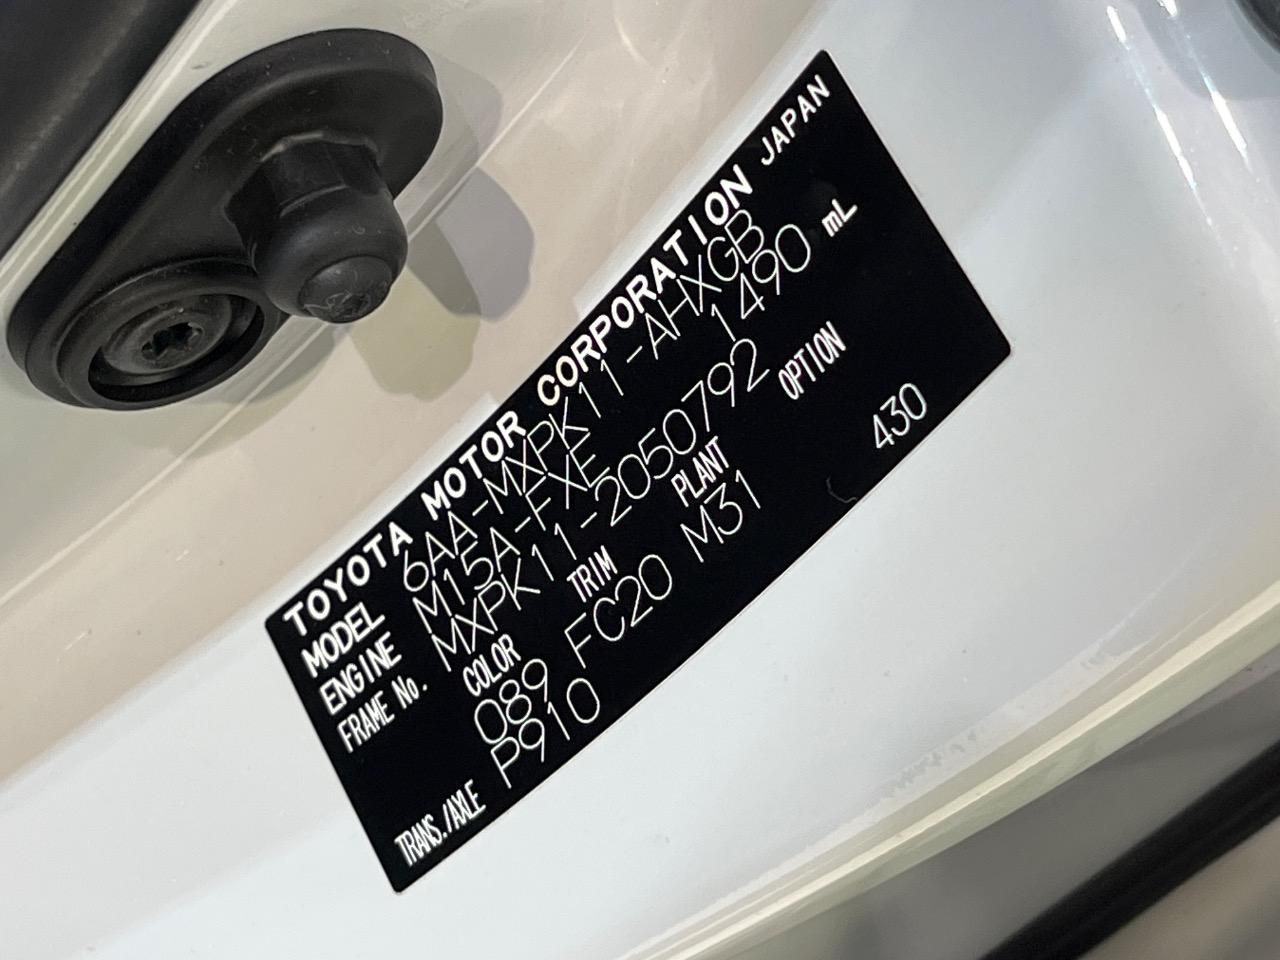 TOYOTA MOTOR CORPORATION JAPAN
MODEL 6AA-MXPK11-AHXGB
ENGINE M15A-FXE 1490 mL
FRAME No. MXPK11-2050792
COLOR TRIM PLANT OPTION
089 FC20 M31 430
TRANS./AXLE P910